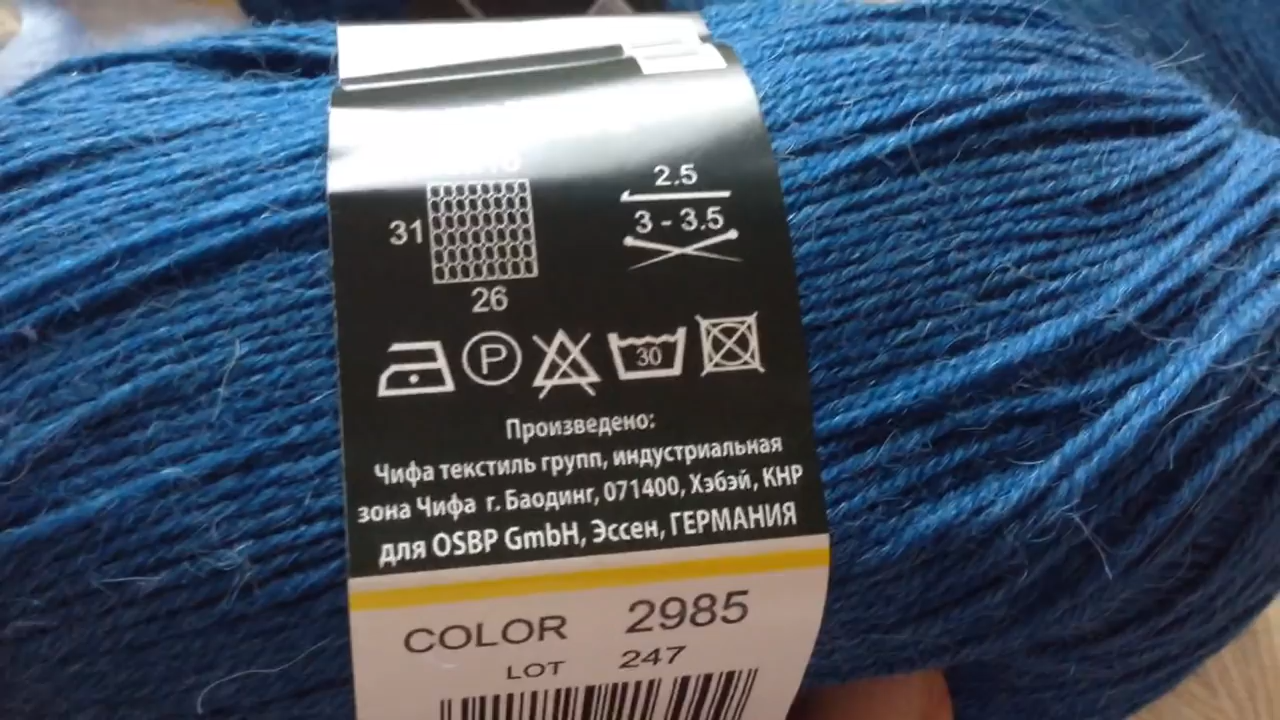 2.5
3 - 3.5
31
26
P
30
Произведено:
Чифа текстиль групп, индустриальная
зона Чифа г. Баодинг, 071400, Хэбэй, КНР
для OSBP GmbH, Эссен, ГЕРМАНИЯ
COLOR 2985
LOT 247